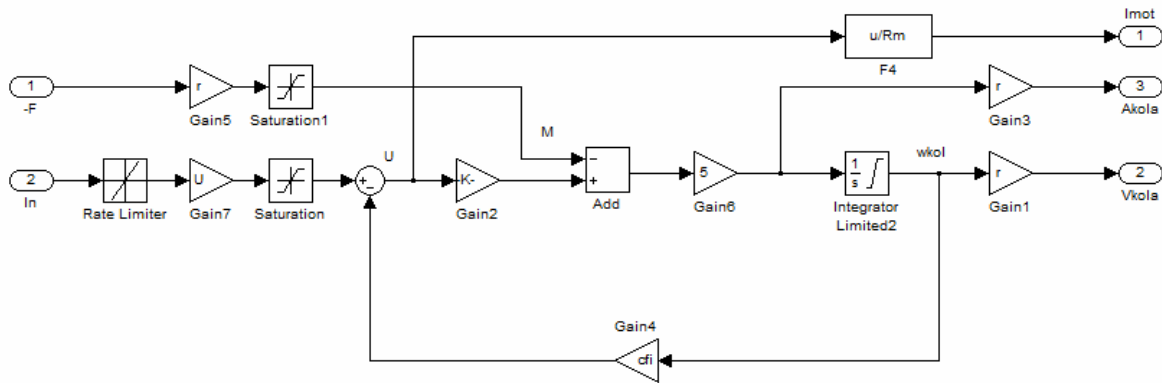 Imot
u/Rm
1
F4
1
r
r
3
-F
Gain5
Saturation1
Gain3
Akola
M
U
wkol
2
U
+
-
K-
-
+
5
1
s
r
2
In
Rate Limiter
Gain7
Saturation
Gain2
Add
Gain6
Integrator
Limited2
Gain1
Vkola
Gain4
cfi